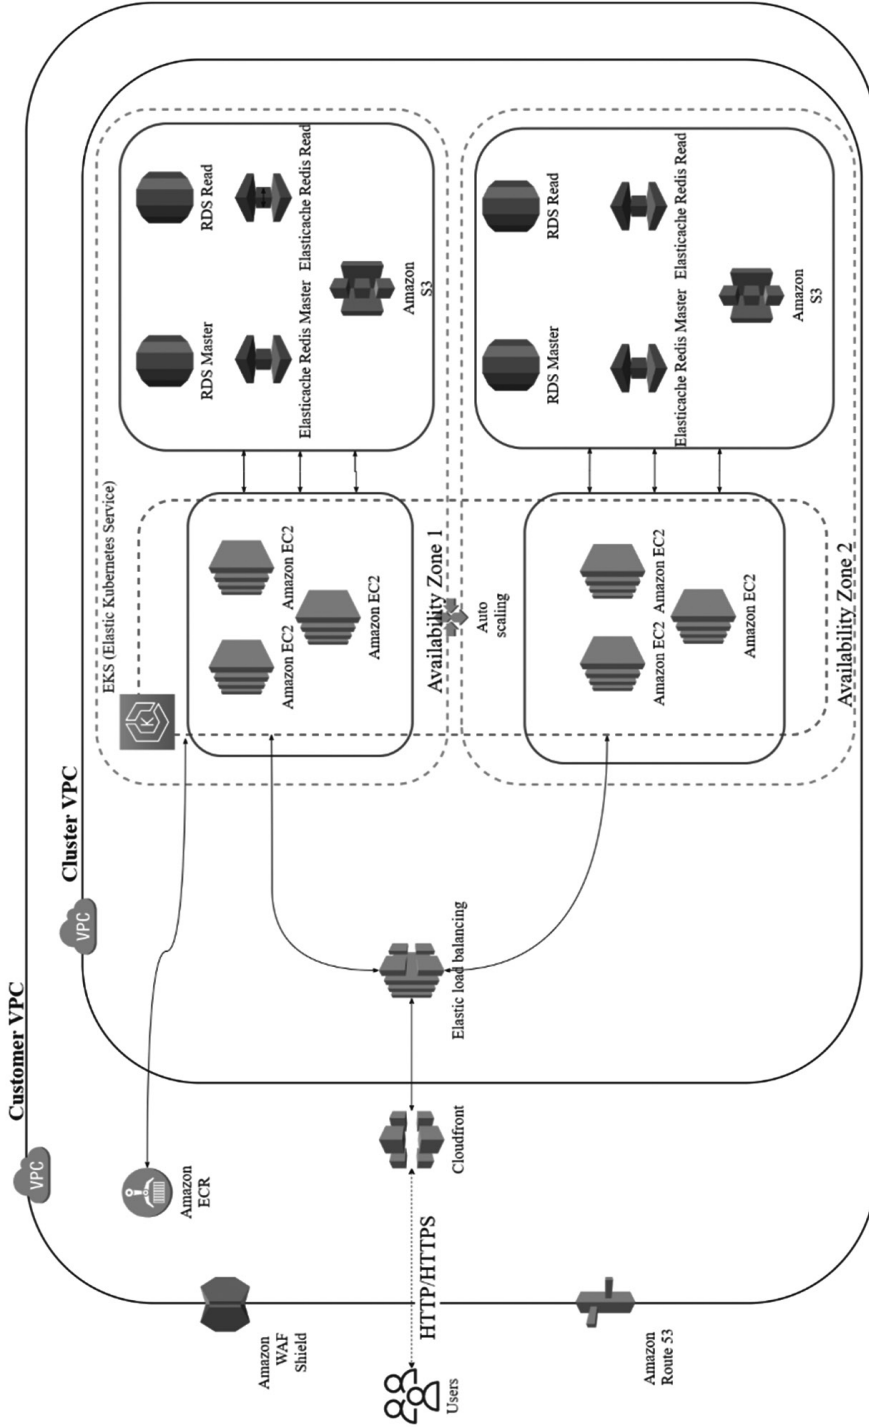 Customer VPC
VPC
Cluster VPC
VPC
Amazon
WAF
Shield
Users
HTTP/HTTPS
Amazon
Route 53
Amazon
ECR
Cloudfront
Elastic load balancing
EKS (Elastic Kubernetes Service)
K
Amazon EC2
Amazon EC2
Amazon EC2
Availability Zone 1
RDS Master
RDS Read
Elasticache Redis Master
Elasticache Redis Read
Amazon
S3
Auto
scaling
Amazon EC2
Amazon EC2
Amazon EC2
Availability Zone 2
RDS Master
RDS Read
Elasticache Redis Master
Elasticache Redis Read
Amazon
S3